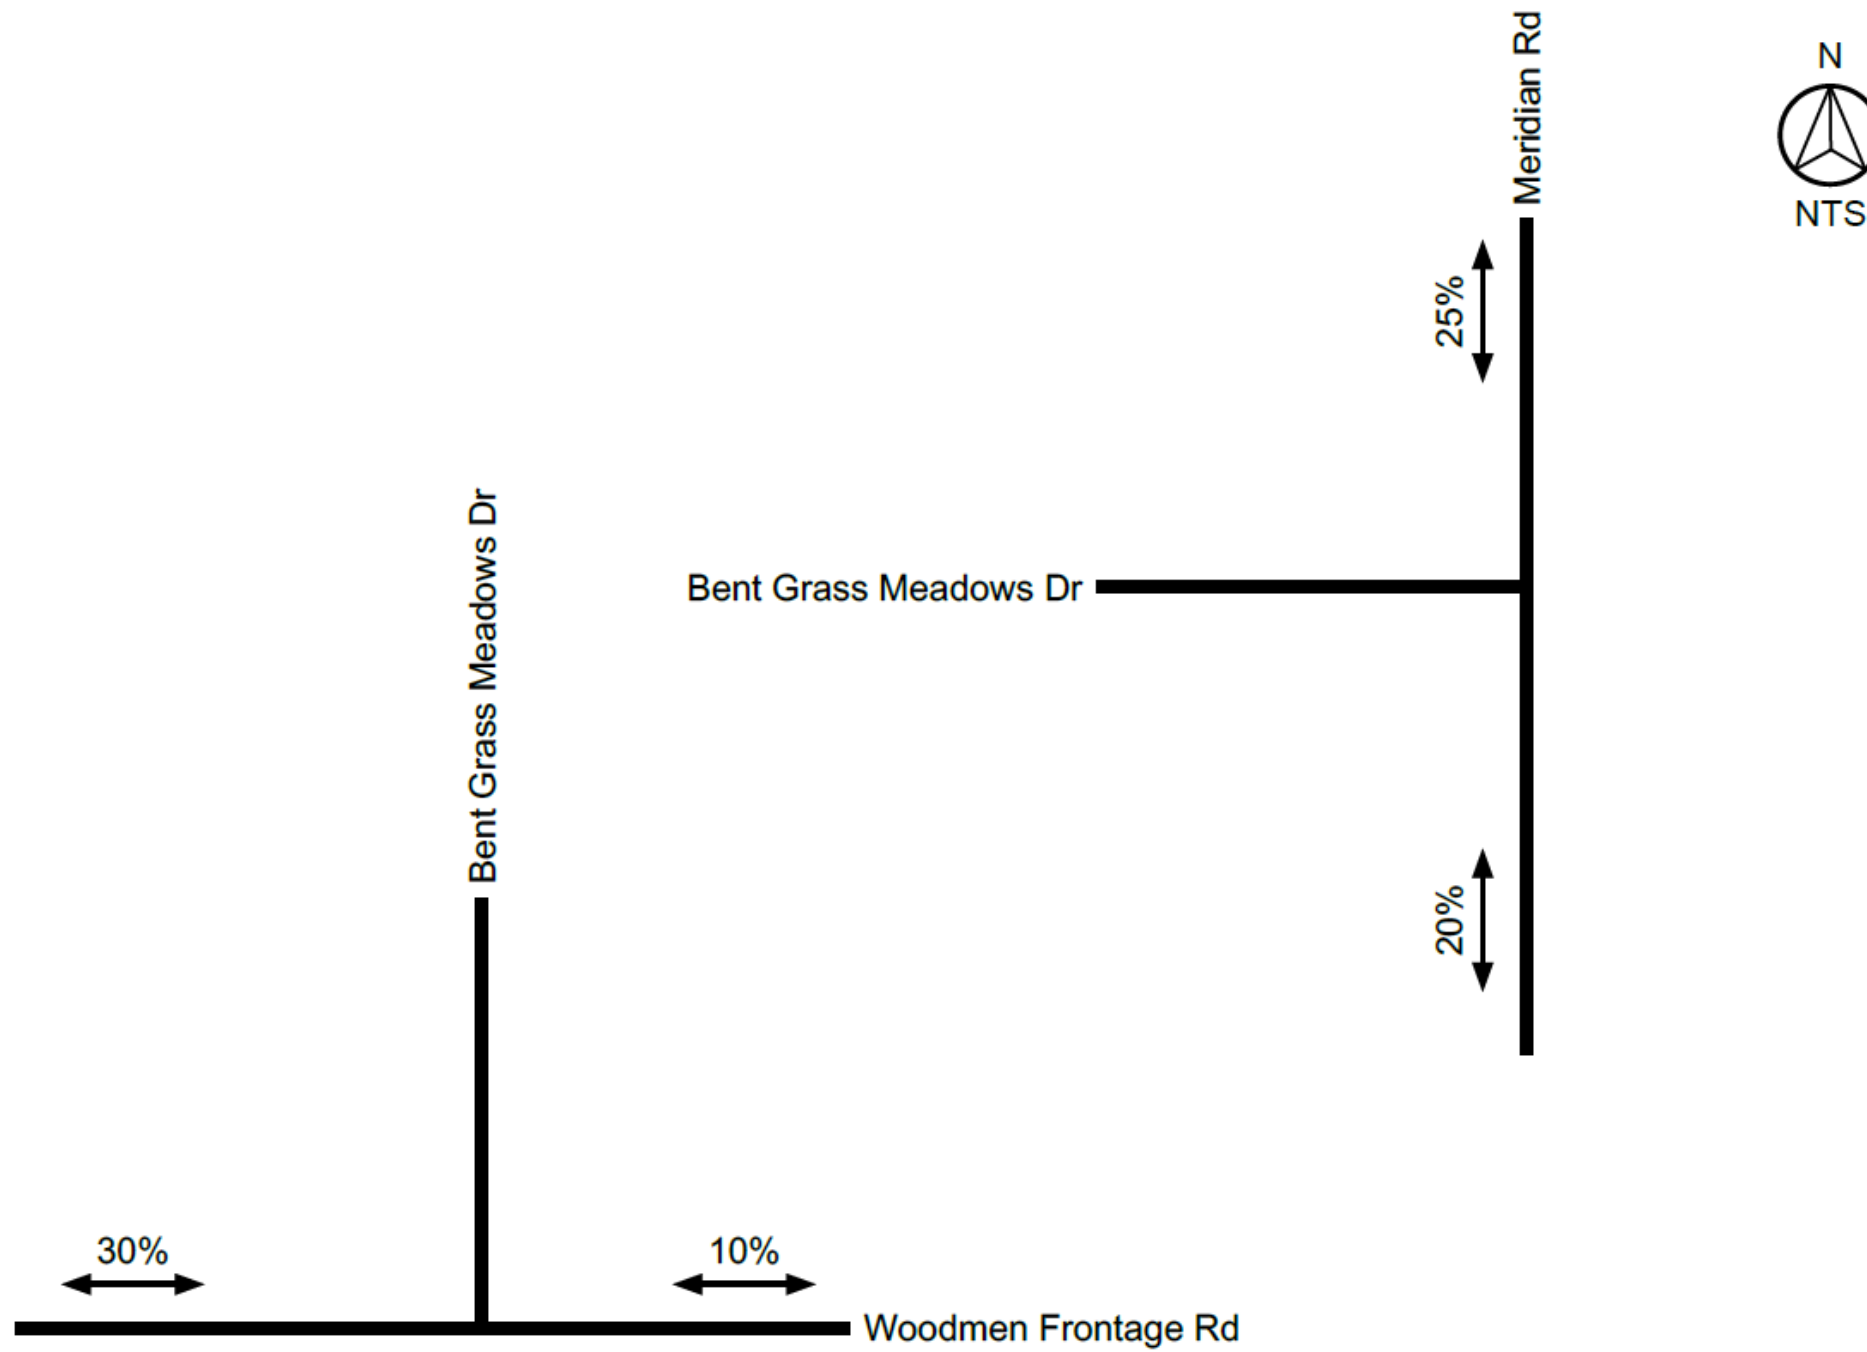 Meridian Rd
N
NTS
25%
Bent Grass Meadows Dr
Bent Grass Meadows Dr
20%
30%
10%
Woodmen Frontage Rd